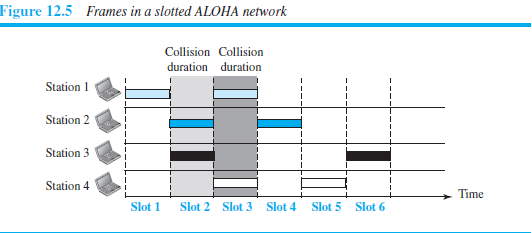 Figure 12.5 Frames in a slotted ALOHA network
Collision Collision
duration duration
Station 1
Station 2
Station 3
Station 4
Time
Slot 1 Slot 2 Slot 3 Slot 4 Slot 5 Slot 6